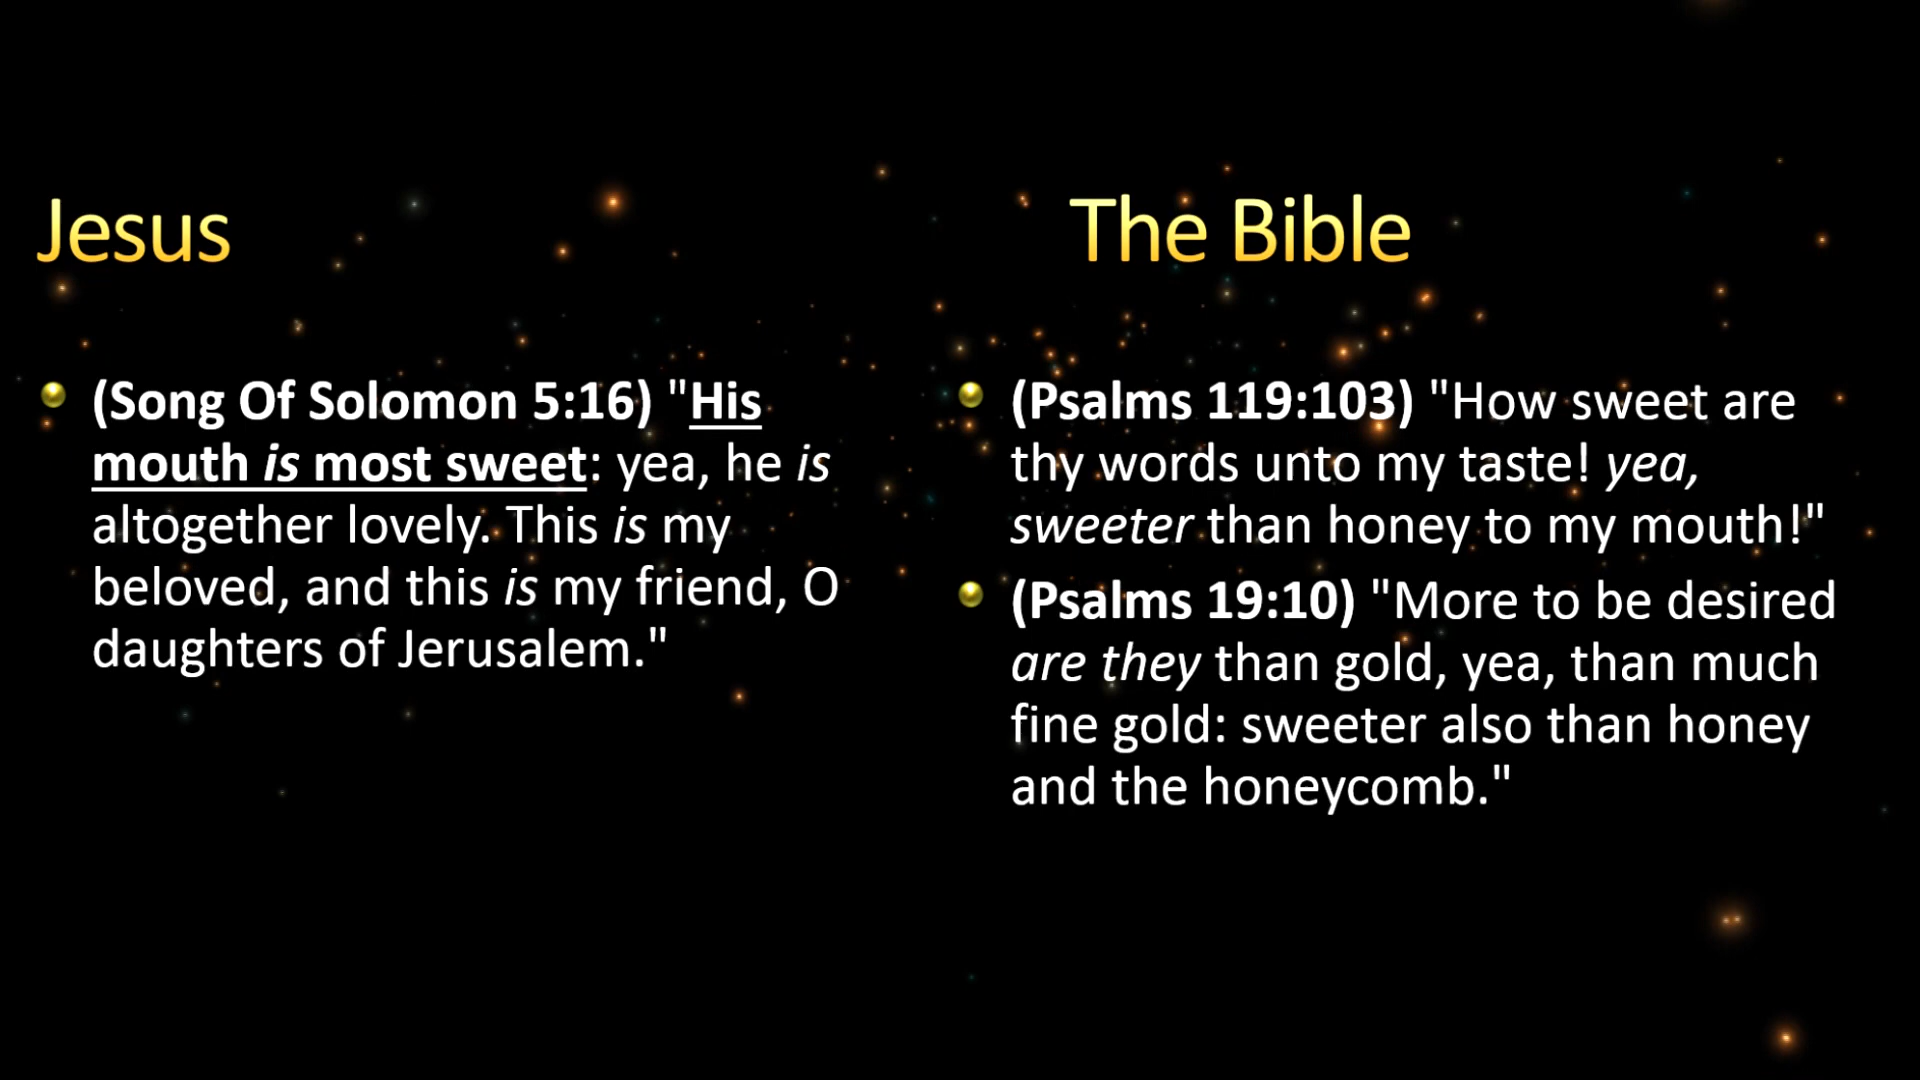 Jesus
(Song Of Solomon 5:16) "His
mouth is most sweet: yea, he is
altogether lovely. This is my
beloved, and this is my friend, O
daughters of Jerusalem."
The Bible
(Psalms 119:103) "How sweet are
thy words unto my taste! yea,
sweeter than honey to my mouth!"
(Psalms 19:10) "More to be desired
are they than gold, yea, than much
fine gold: sweeter also than honey
and the honeycomb."